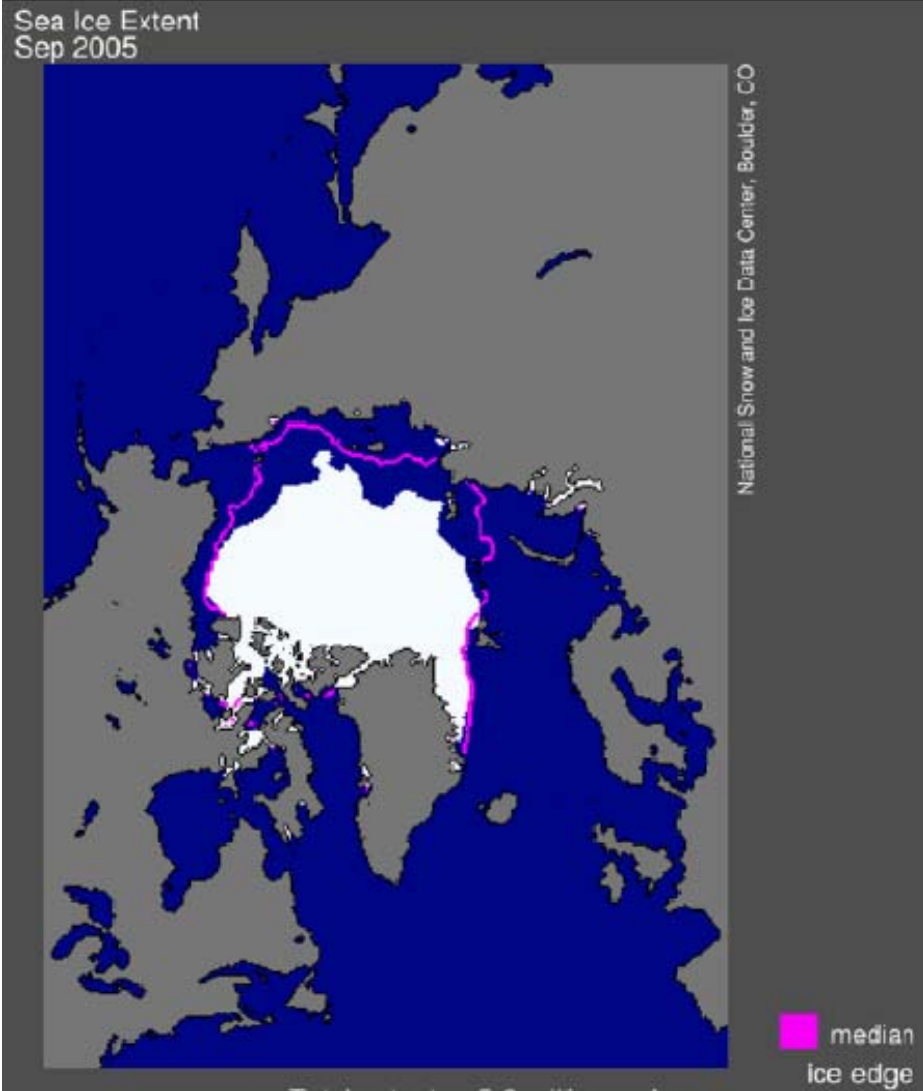 Sea Ice Extent
Sep 2005
National Snow and Ice Data Center, Boulder, CO
median
ice edge